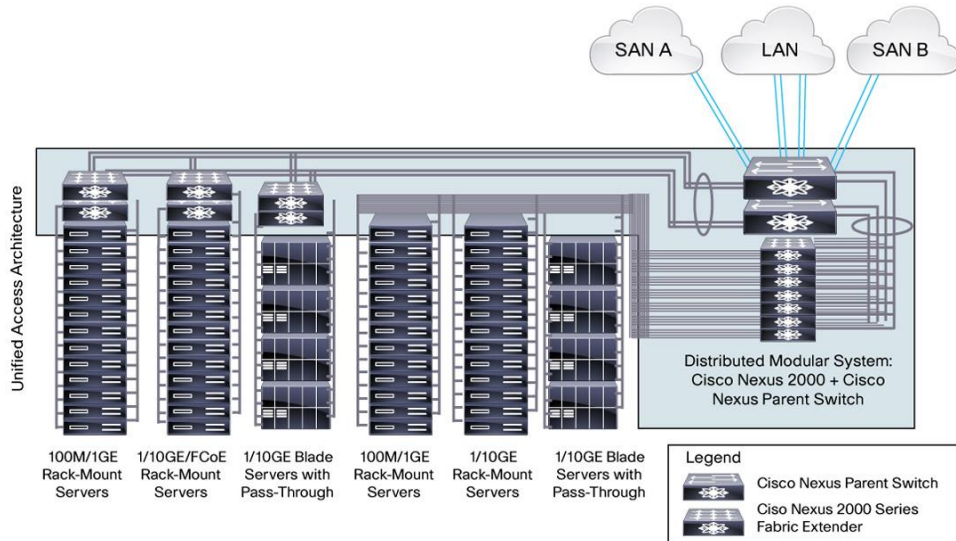 SAN A
LAN
SAN B
Unified Access Architecture
Distributed Modular System:
Cisco Nexus 2000 + Cisco
Nexus Parent Switch
100M/1GE
Rack-Mount
Servers
1/10GE/FCoE
Rack-Mount
Servers
1/10GE Blade
Servers with
Pass-Through
100M/1GE
Rack-Mount
Servers
1/10GE
Rack-Mount
Servers
1/10GE Blade
Servers with
Pass-Through
Legend
Cisco Nexus Parent Switch
Ciso Nexus 2000 Series
Fabric Extender